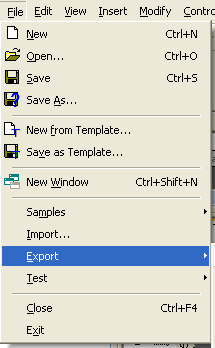 File Edit View Insert Modify
New Ctrl+N
Open... Ctrl+O
Save Ctrl+S
Save As...
New from Template...
Save as Template...
New Window Ctrl+Shift+N
Samples
Import...
Export
Test
Close Ctrl+F4
Exit